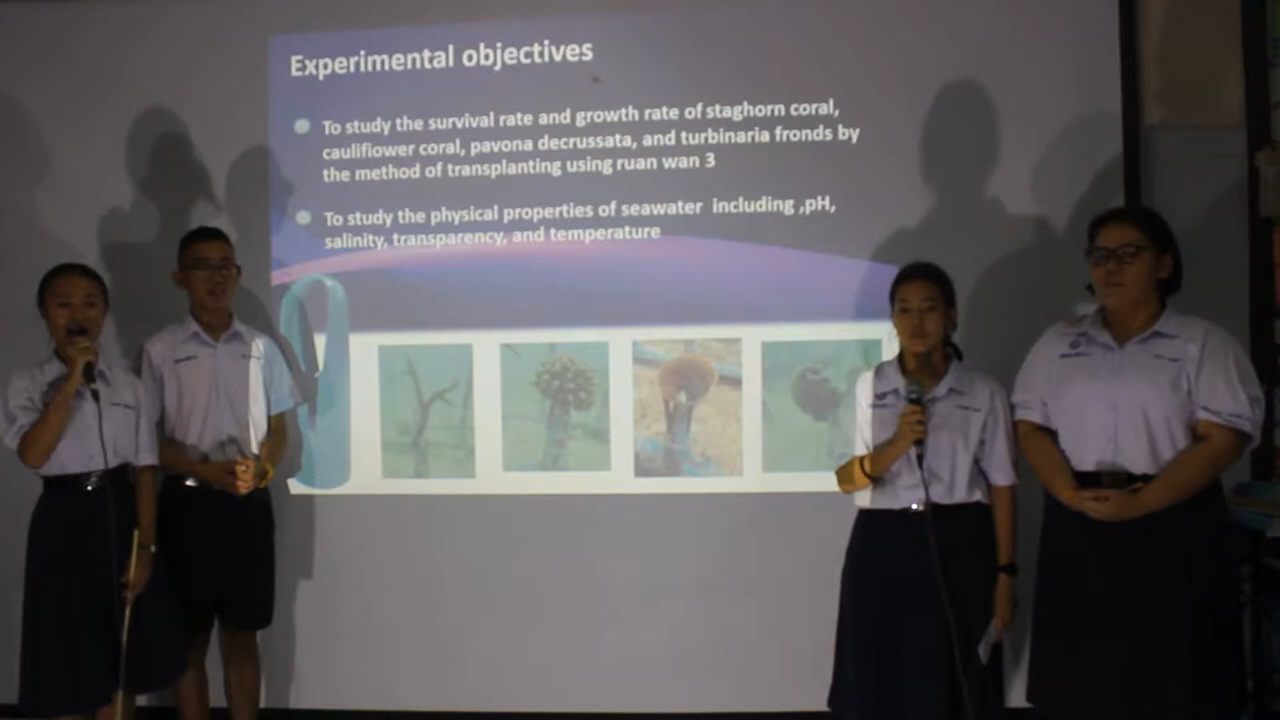 Experimental objectives
To study the survival rate and growth rate of staghorn coral,
cauliflower coral, pavona decrussata, and turbinaria fronds by
the method of transplanting using ruan wan 3
To study the physical properties of seawater including ,pH,
salinity, transparency, and temperature